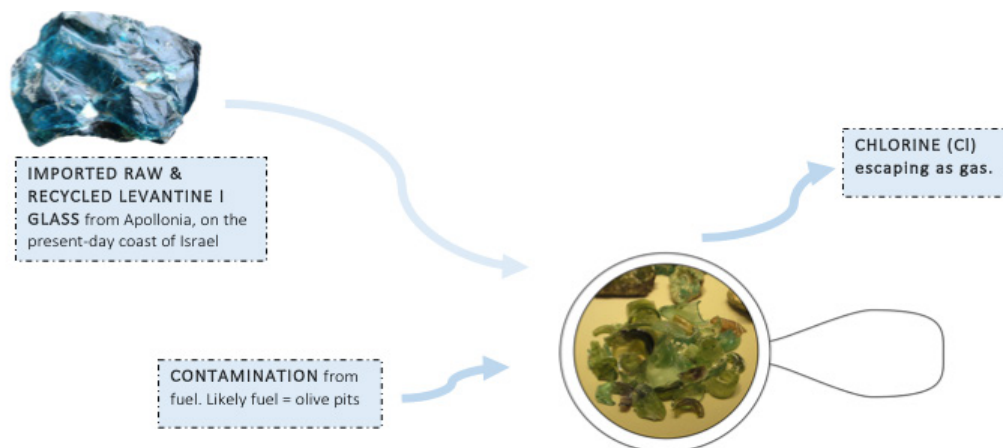 IMPORTED RAW &
RECYCLED LEVANTINE I
GLASS from Apollonia, on the
present-day coast of Israel
CHLORINE (Cl)
escaping as gas.
CONTAMINATION from
fuel. Likely fuel = olive pits